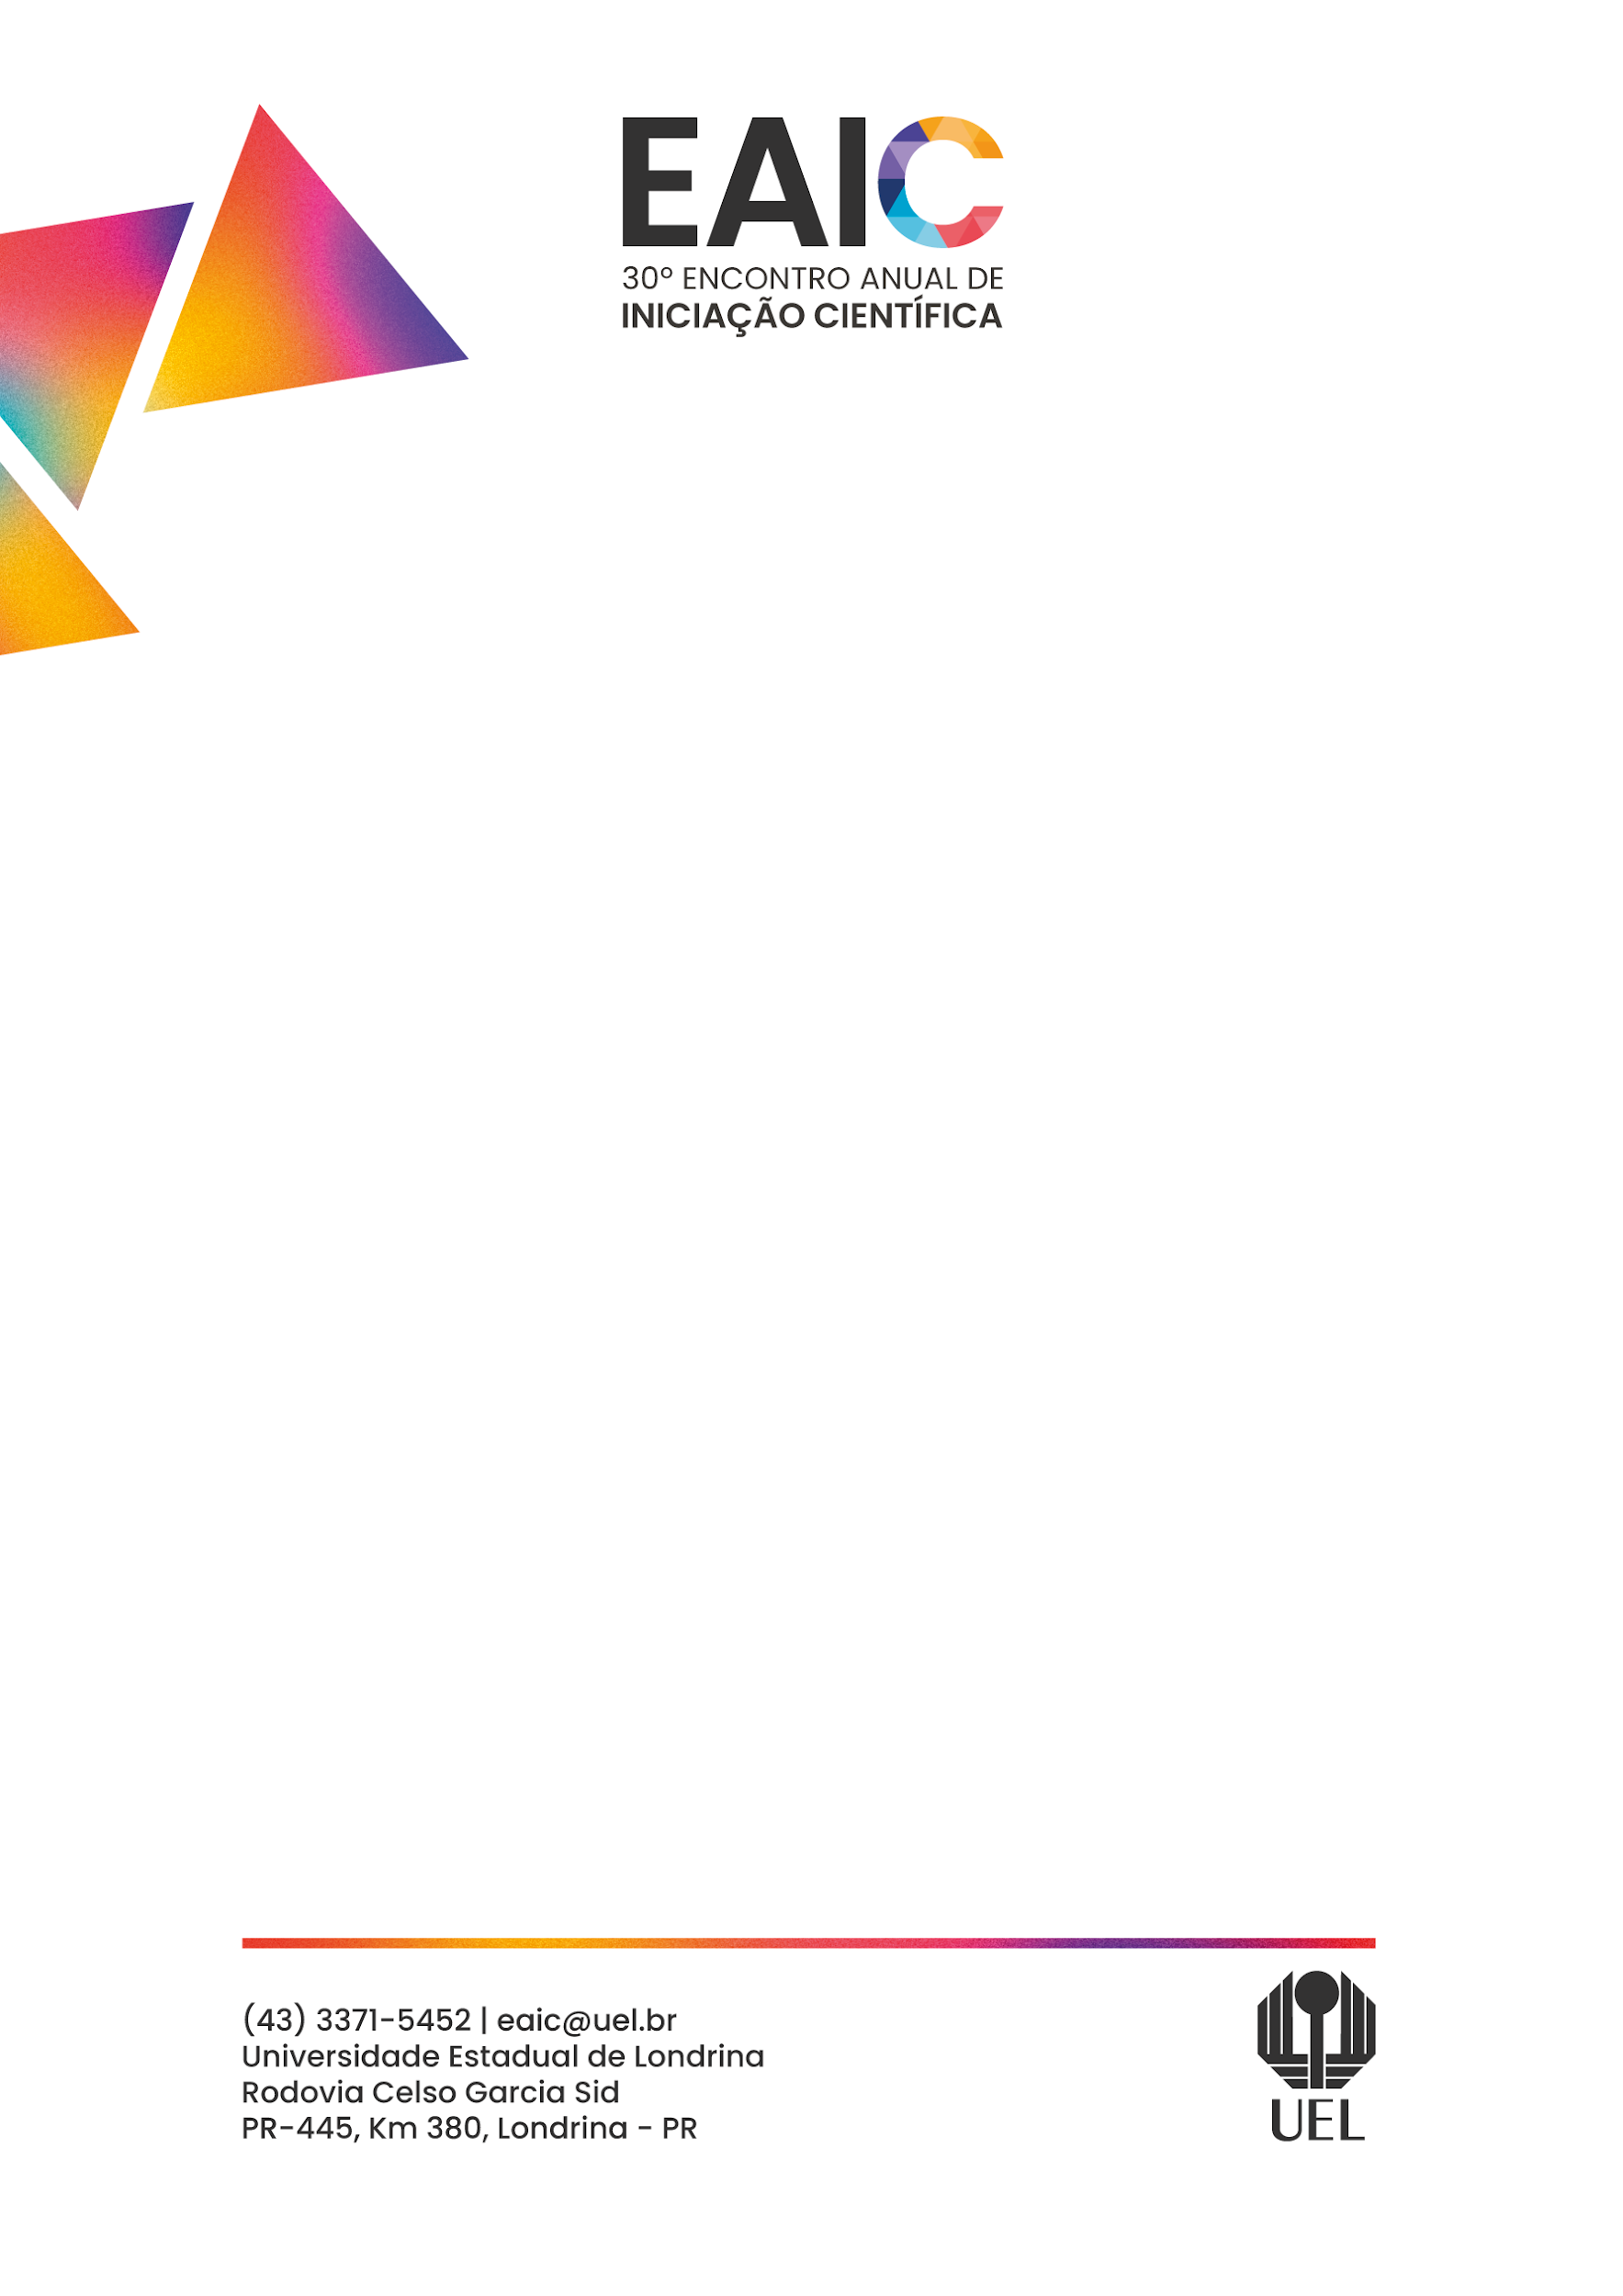 EAIC
30º ENCONTRO ANUAL DE
INICIAÇÃO CIENTÍFICA
(43) 3371-5452 | eaic@uel.br
Universidade Estadual de Londrina
Rodovia Celso Garcia Sid
PR-445, Km 380, Londrina - PR
UEL